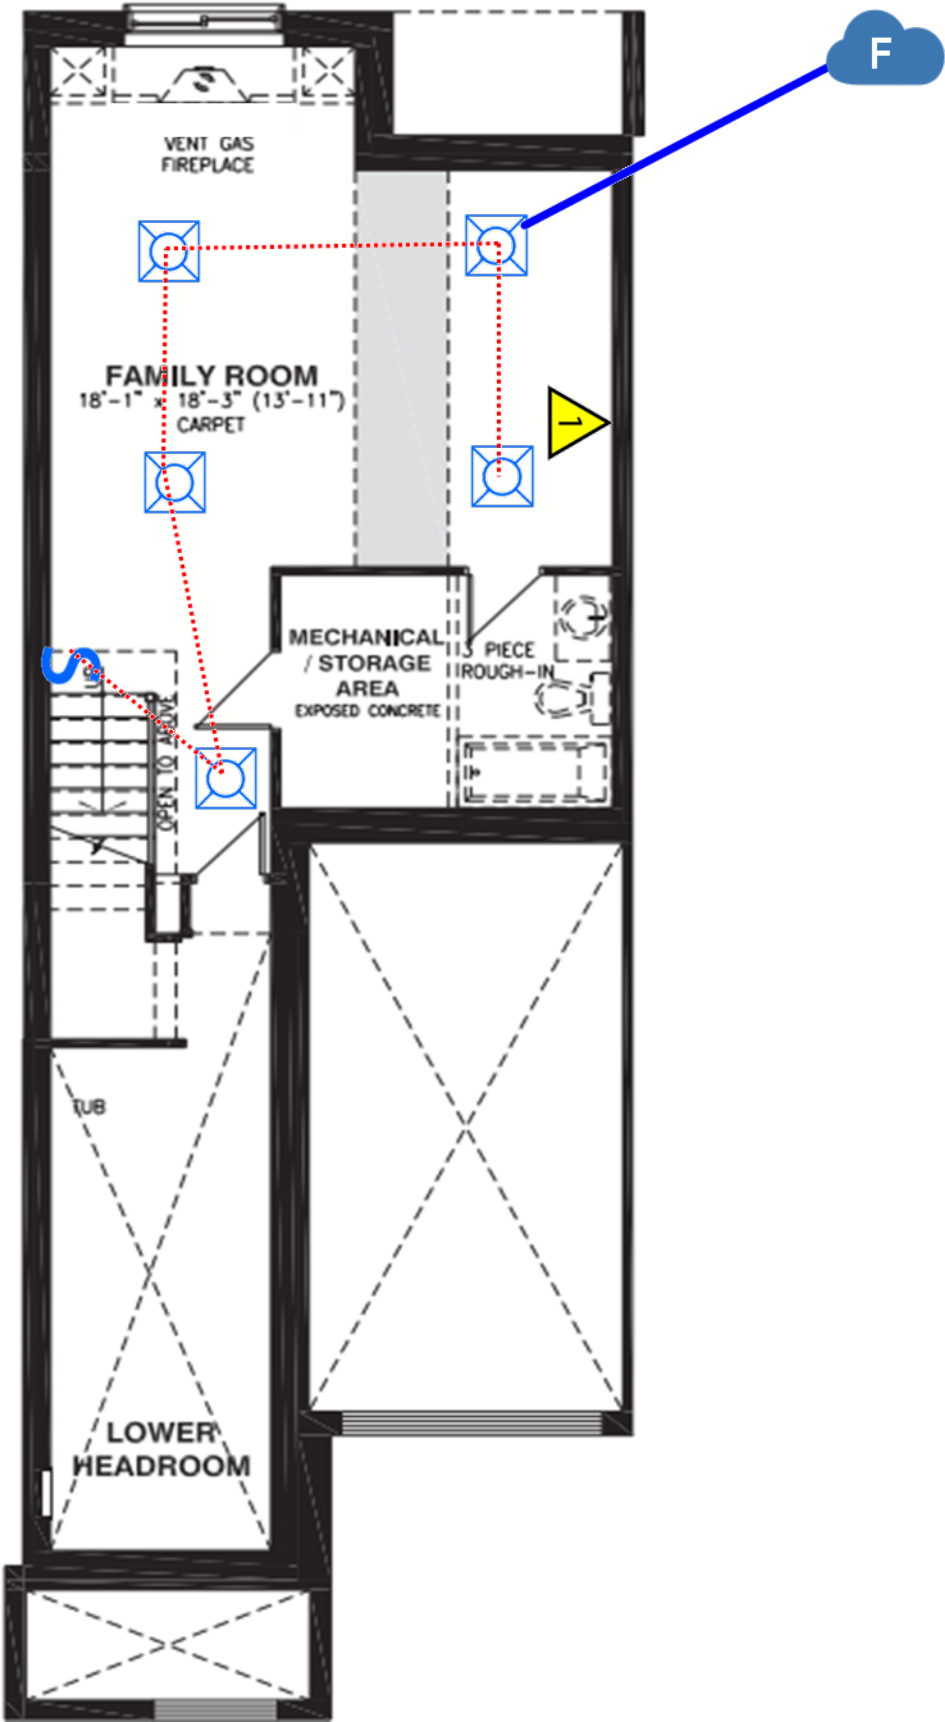 F
VENT GAS
FIREPLACE
FAMILY ROOM
18'-1" x 18'-3" (13'-11")
CARPET
1
MECHANICAL
/ STORAGE
AREA
EXPOSED CONCRETE
3 PIECE
ROUGH-IN
S
OPEN TO ABOVE
TUB
LOWER
HEADROOM